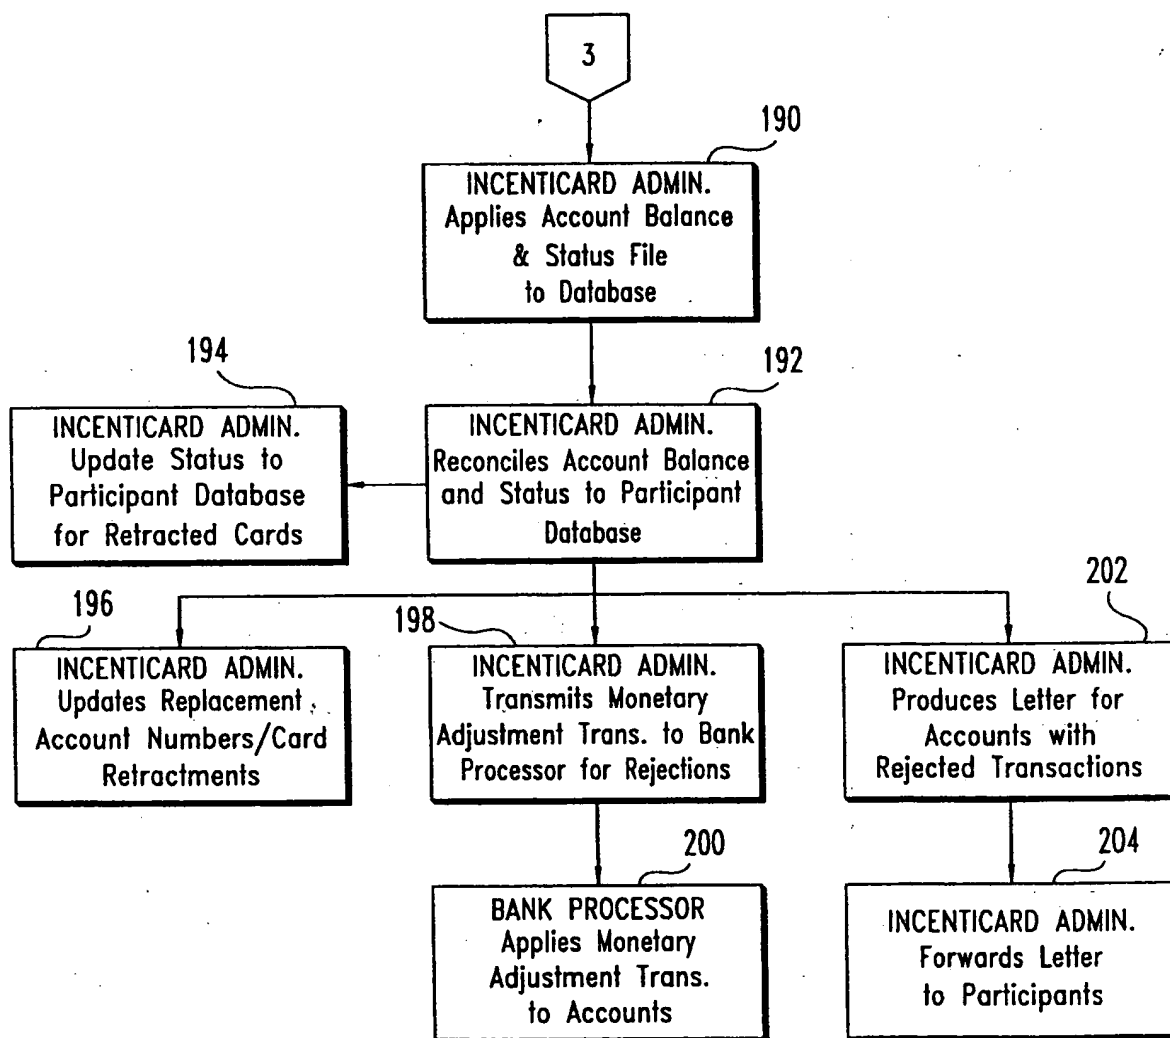 3
190
INCENTICARD ADMIN.
Applies Account Balance
& Status File
to Database
194
INCENTICARD ADMIN.
Update Status to
Participant Database
for Retracted Cards
192
INCENTICARD ADMIN.
Reconciles Account Balance
and Status to Participant
Database
196
INCENTICARD ADMIN.
Updates Replacement
Account Numbers/Card
Retractments
198
INCENTICARD ADMIN.
Transmits Monetary
Adjustment Trans. to Bank
Processor for Rejections
202
INCENTICARD ADMIN.
Produces Letter for
Accounts with
Rejected Transactions
200
BANK PROCESSOR
Applies Monetary
Adjustment Trans.
to Accounts
204
INCENTICARD ADMIN.
Forwards Letter
to Participants